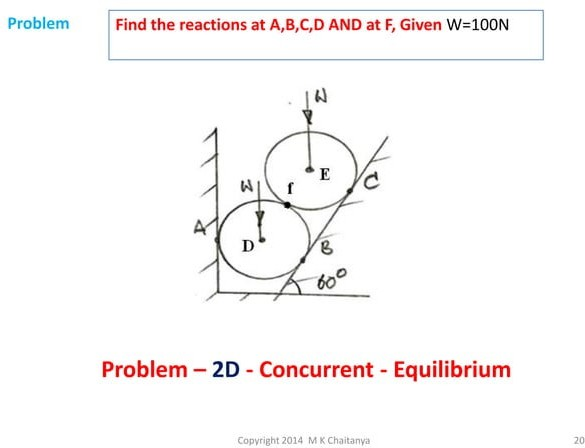 Problem
Find the reactions at A,B,C,D AND at F, Given W=100N
W
E
C
W
f
A
D
B
60°
Problem – 2D - Concurrent - Equilibrium
Copyright 2014 M K Chaitanya
20